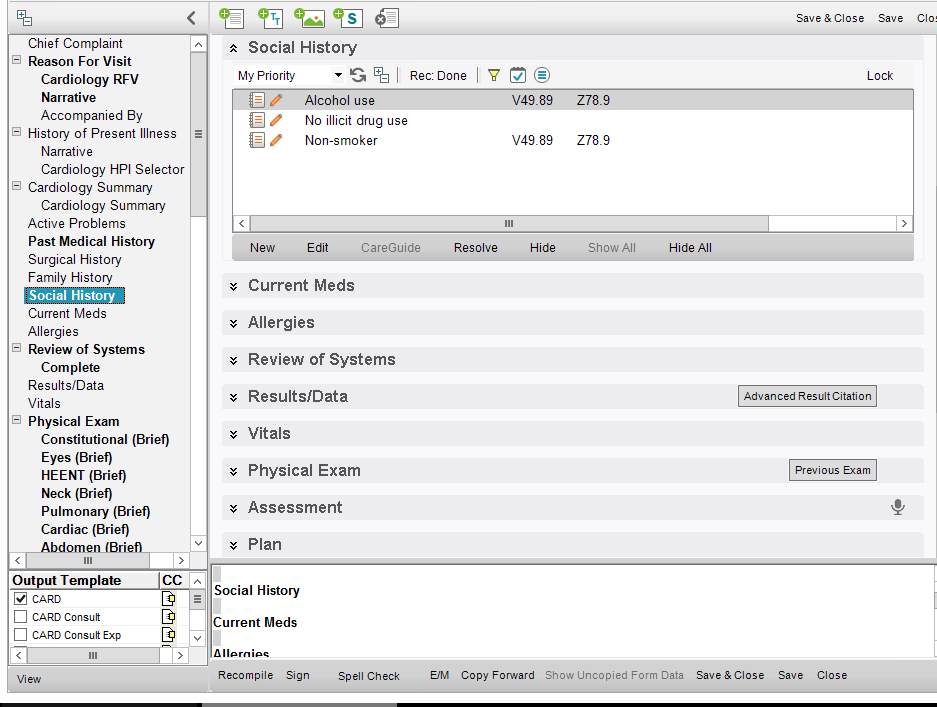 Save & Close Save
Chief Complaint
Reason For Visit
Cardiology RFV
Narrative
Accompanied By
History of Present Illness
Narrative
Cardiology HPI Selector
Cardiology Summary
Cardiology Summary
Active Problems
Past Medical History
Surgical History
Family History
Social History
Current Meds
Allergies
Review of Systems
Complete
Results/Data
Vitals
Physical Exam
Constitutional (Brief)
Eyes (Brief)
HEENT (Brief)
Neck (Brief)
Pulmonary (Brief)
Cardiac (Brief)
Abdomen (Brief)
Output Template CC
CARD
CARD Consult
CARD Consult Exp
View
Social History
My Priority Rec: Done Lock
Alcohol use V49.89 Z78.9
No illicit drug use
Non-smoker V49.89 Z78.9
New Edit CareGuide Resolve Hide Show All Hide All
Current Meds
Allergies
Review of Systems
Results/Data Advanced Result Citation
Vitals
Physical Exam Previous Exam
Assessment
Plan
Social History
Current Meds
Allergies
Recompile Sign Spell Check E/M Copy Forward Show Uncopied Form Data Save & Close Save Close